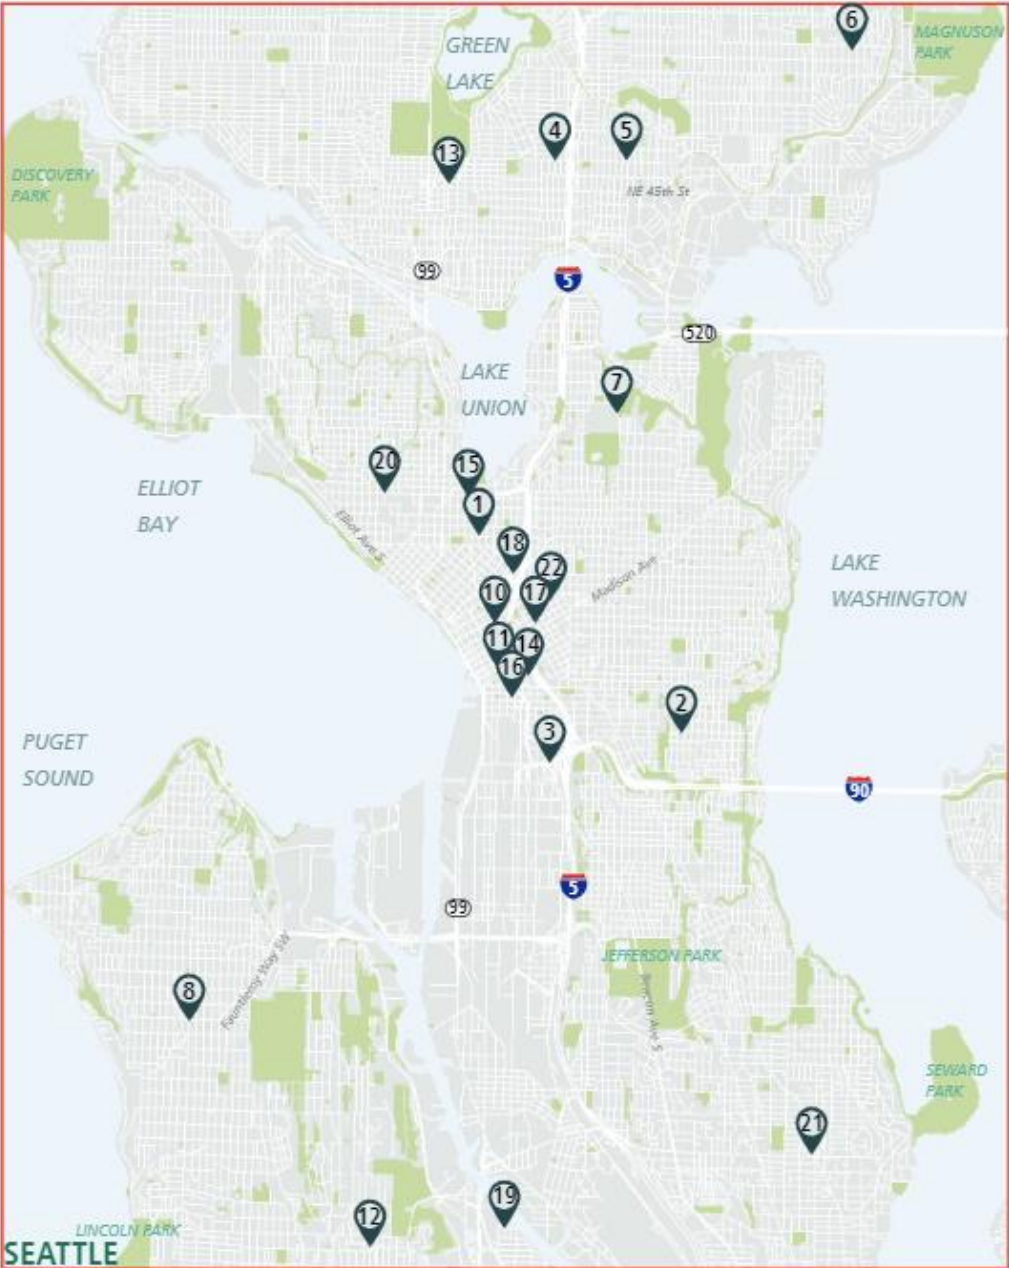 6
MAGNUSON
PARK
GREEN
LAKE
4
5
13
DISCOVERY
PARK
NE 45th St
99
5
520
LAKE
UNION
7
20
15
ELLIOT
BAY
1
Elliot Ave S
18
22
Madison Ave
LAKE
WASHINGTON
10
17
11
14
16
2
3
PUGET
SOUND
90
5
99
JEFFERSON PARK
Fauntleroy Way SW
8
Beacon Ave S
SEWARD
PARK
21
19
12
LINCOLN PARK
SEATTLE